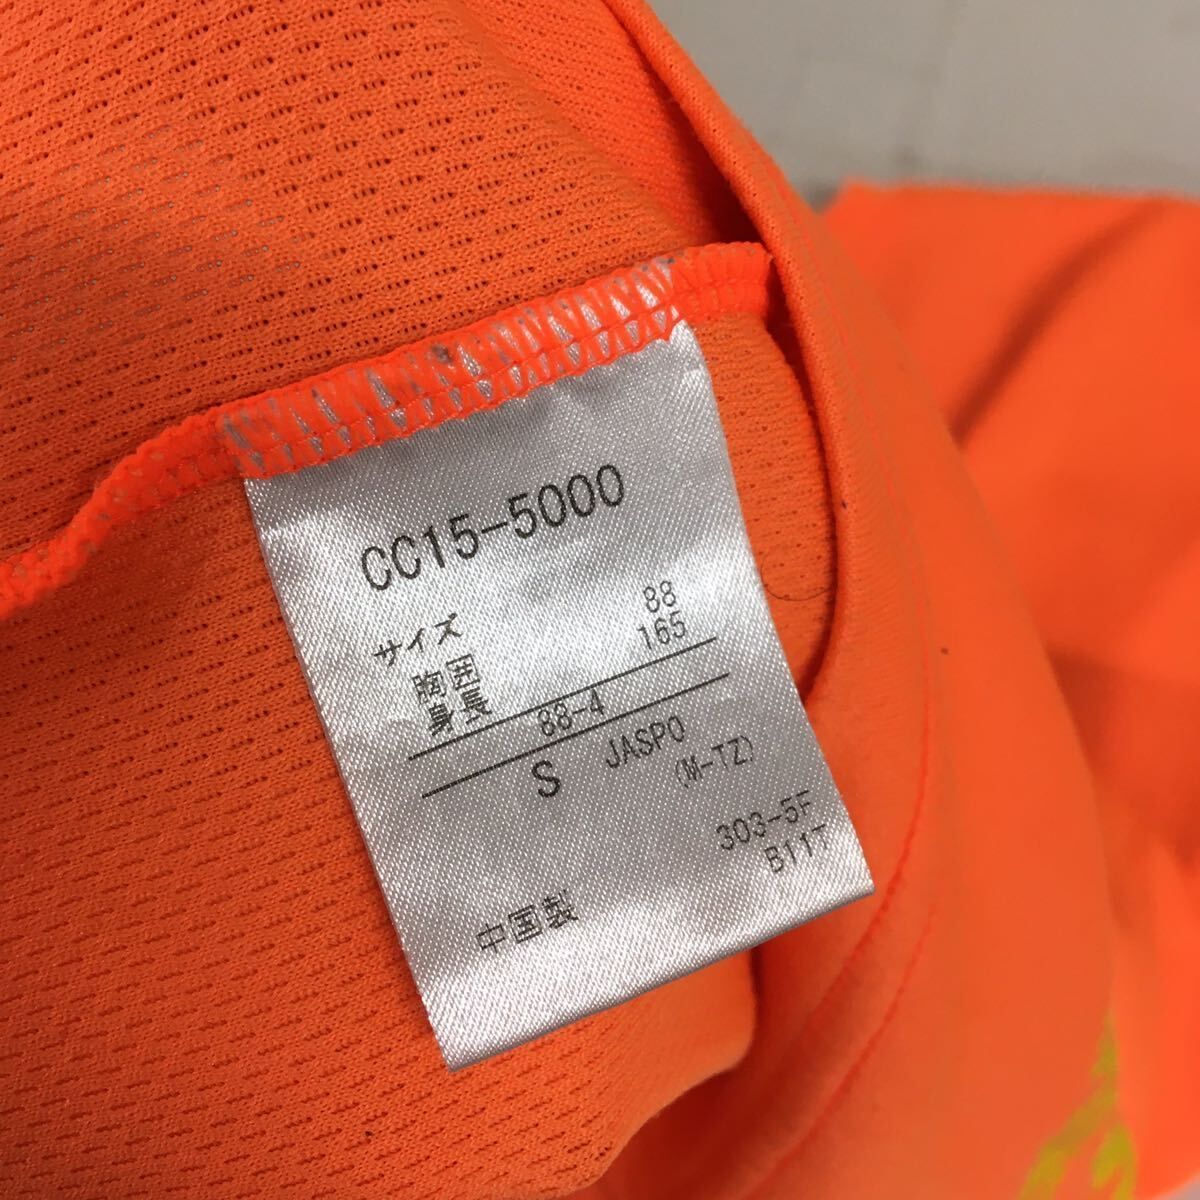 CC15-5000
サイズ
胸囲 88
身長 165
88-4
S JASPO
(M-TZ)
303-5F
B11T
中国製